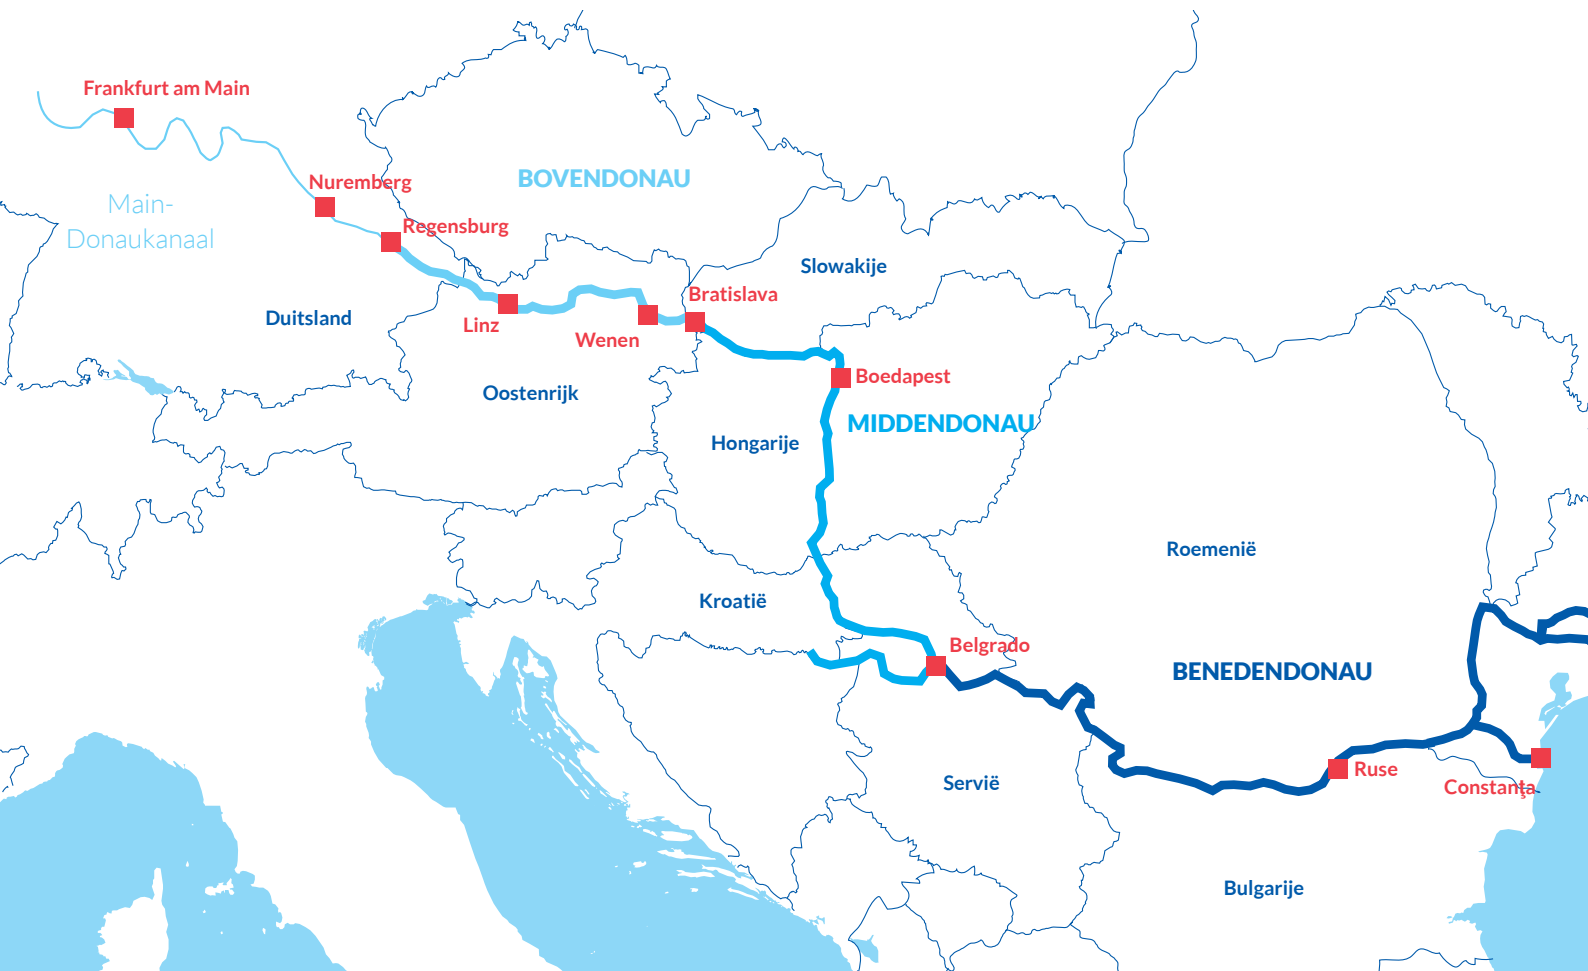 Frankfurt am Main
Nuremberg
BOVENDONAU
Main-
Donaukanaal
Regensburg
Slowakije
Bratislava
Duitsland
Linz
Wenen
Boedapest
Oostenrijk
MIDDENDONAU
Hongarije
Roemenië
Kroatië
Belgrado
BENEDENDONAU
Ruse
Servië
Constanţa
Bulgarije